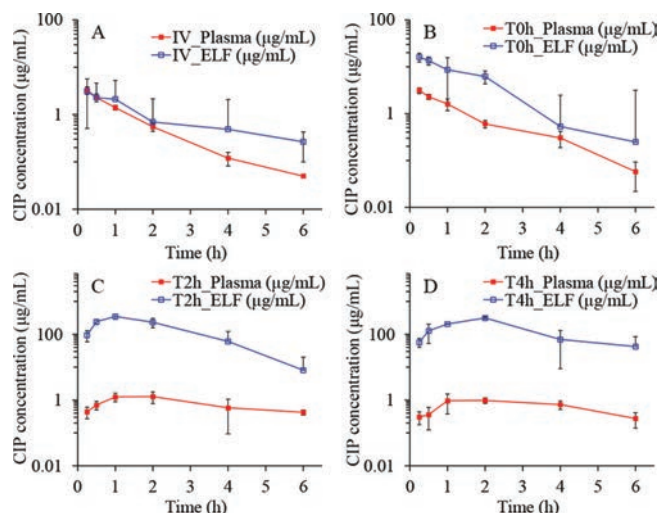 A
IV_Plasma (µg/mL)
IV_ELF (µg/mL)
CIP concentration (µg/mL)
100
1
0.01
0 1 2 3 4 5 6
Time (h)
B
T0h_Plasma (µg/mL)
T0h_ELF (µg/mL)
CIP concentration (µg/mL)
100
1
0.01
0 1 2 3 4 5 6
Time (h)
C
T2h_Plasma (µg/mL)
T2h_ELF (µg/mL)
CIP concentration (µg/mL)
100
1
0.01
0 1 2 3 4 5 6
Time (h)
D
T4h_Plasma (µg/mL)
T4h_ELF (µg/mL)
CIP concentration (µg/mL)
100
1
0.01
0 1 2 3 4 5 6
Time (h)